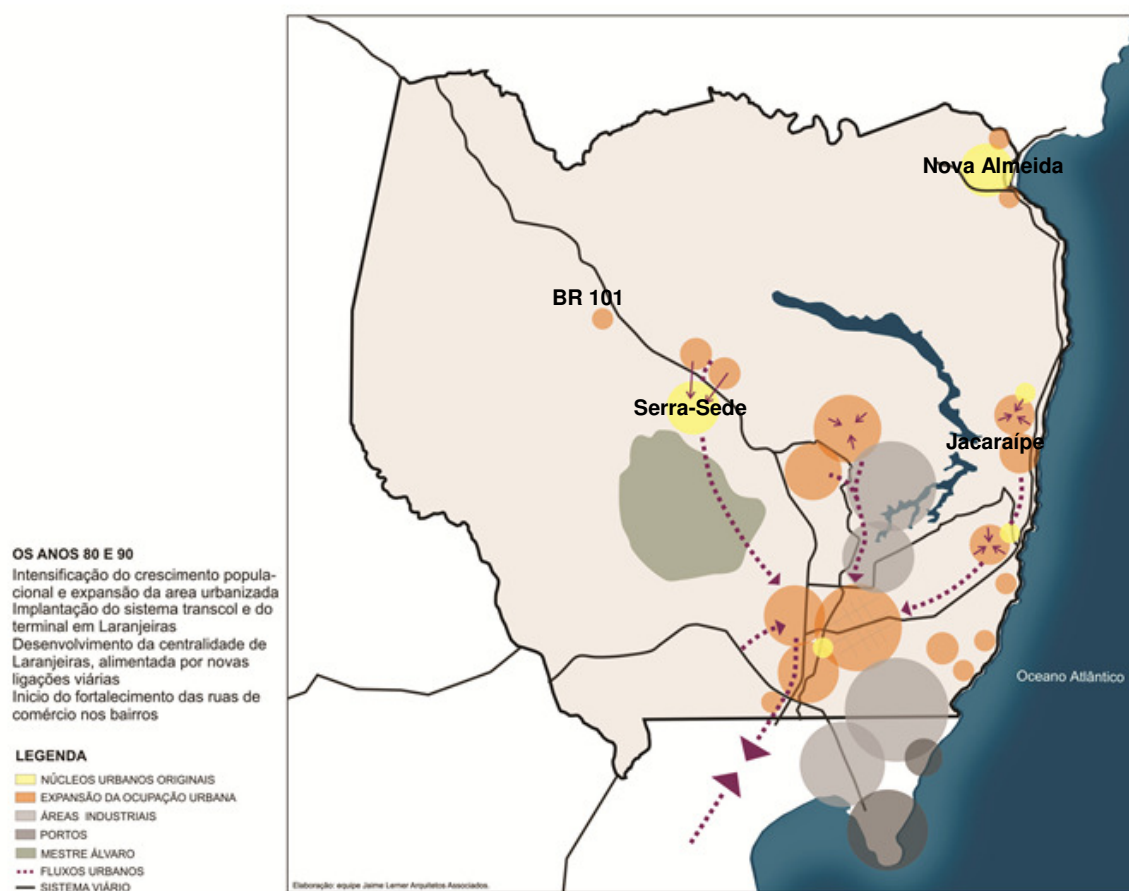 Nova Almeida
BR 101
Serra-Sede
Jacaraípe
Oceano Atlântico
OS ANOS 80 E 90
Intensificação do crescimento popula-
cional e expansão da area urbanizada
Implantação do sistema transcol e do
terminal em Laranjeiras
Desenvolvimento da centralidade de
Laranjeiras, alimentada por novas
ligações viárias
Inicio do fortalecimento das ruas de
comércio nos bairros
LEGENDA
NÚCLEOS URBANOS ORIGINAIS
EXPANSÃO DA OCUPAÇÃO URBANA
ÁREAS INDUSTRIAIS
PORTOS
MESTRE ÁLVARO
FLUXOS URBANOS
SISTEMA VIÁRIO
Elaboração: equipe Jaime Lerner Arquitetos Associados.